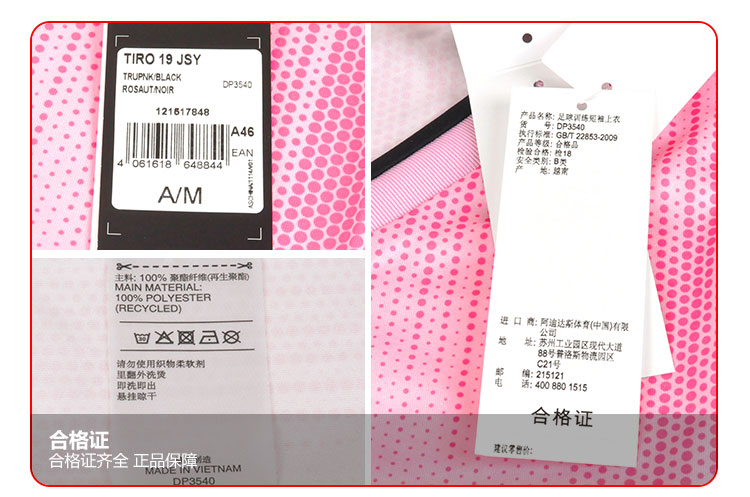 TIRO 19 JSY
TRUPNK/BLACK
ROSAUT/NOIR
DP3540
121517848
A46
EAN
4 061618 648844
A/M
主料: 100% 聚酯纤维(再生聚酯)
MAIN MATERIAL:
100% POLYESTER
(RECYCLED)
请勿使用织物柔软剂
里翻外洗烫
即洗即出
悬挂晾干
制造
MADE IN VIETNAM
DP3540
产品名称: 足球训练短袖上衣
货 号: DP3540
执行标准: GB/T 22853-2009
产品等级: 合格品
检验合格: 检18
安全类别: B类
产 地: 越南
进 口 商: 阿迪达斯体育(中国)有限
公司
地 址: 苏州工业园区现代大道
88号普洛斯物流园区
C21号
邮 编: 215121
电 话: 400 880 1515
合格证
建议零售价:
合格证
合格证齐全 正品保障